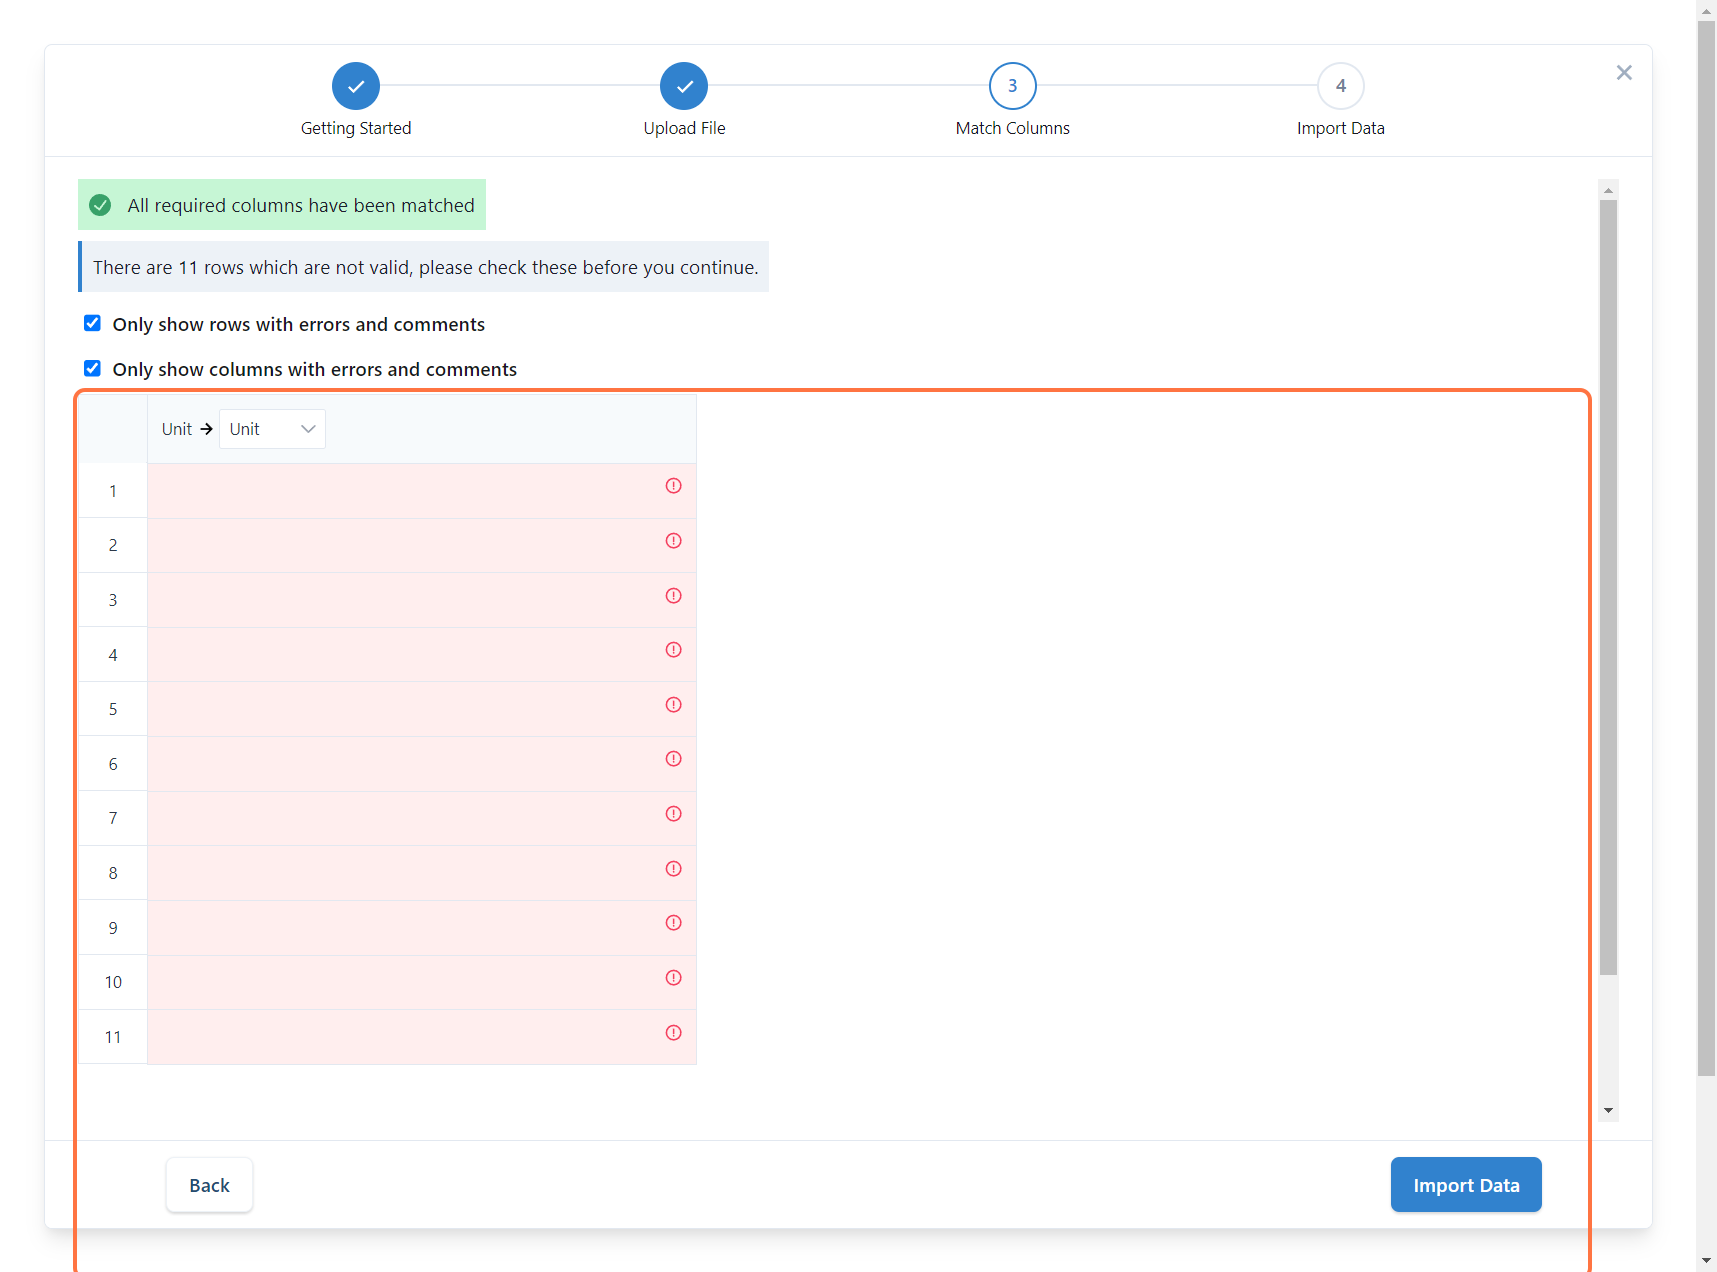 3
4
Getting Started
Upload File
Match Columns
Import Data
All required columns have been matched
There are 11 rows which are not valid, please check these before you continue.
Only show rows with errors and comments
Only show columns with errors and comments
Unit → Unit
1
2
3
4
5
6
7
8
9
10
11
Back
Import Data